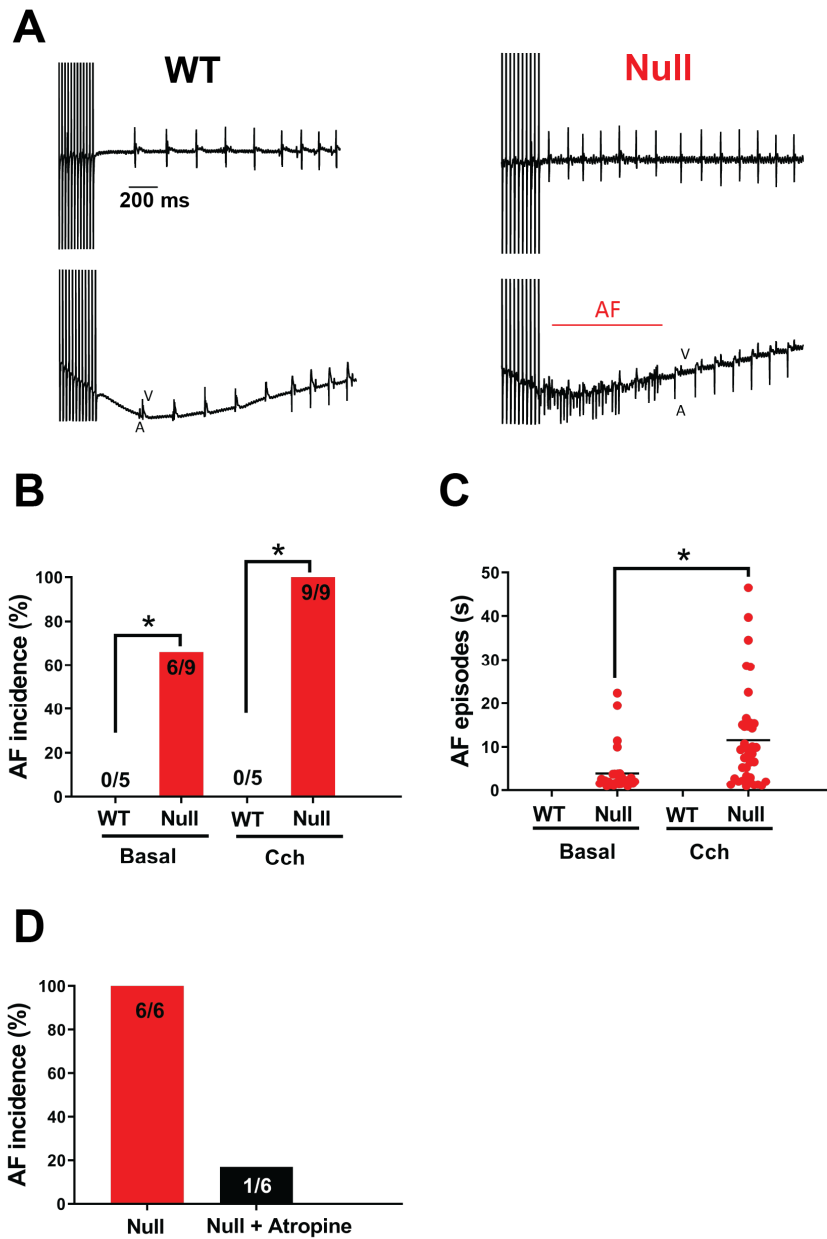 A
WT
Null
200 ms
AF
V
A
V
A
B
C
AF incidence (%)
100
80
60
40
20
0
*
*
0/5
6/9
0/5
9/9
WT
Null
WT
Null
Basal
Cch
AF episodes (s)
50
40
30
20
10
0
*
WT
Null
WT
Null
Basal
Cch
D
AF incidence (%)
100
80
60
40
20
0
6/6
1/6
Null
Null + Atropine